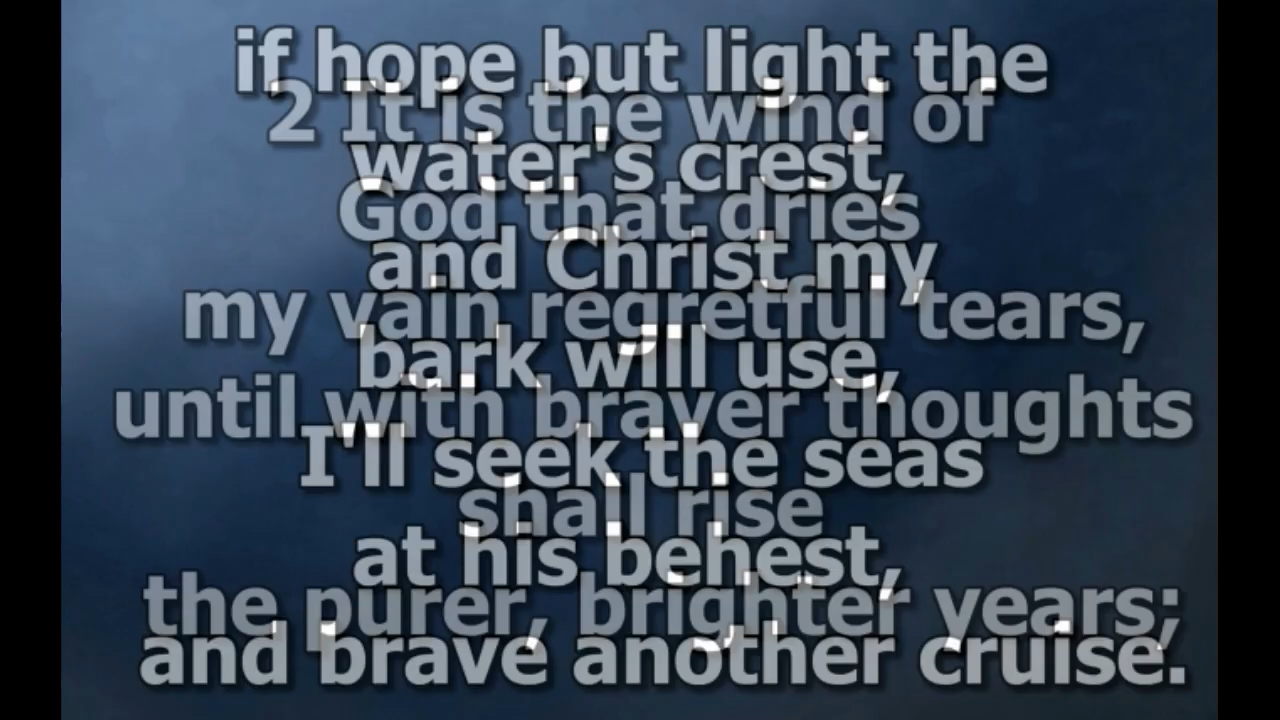 if hope but light the
2 It is the wind of
water's crest,
God that dries
and Christ my
my vain regretful tears,
bark will use,
until with braver thoughts
I'll seek the seas
shall rise
at his behest,
the purer, brighter years;
and brave another cruise.